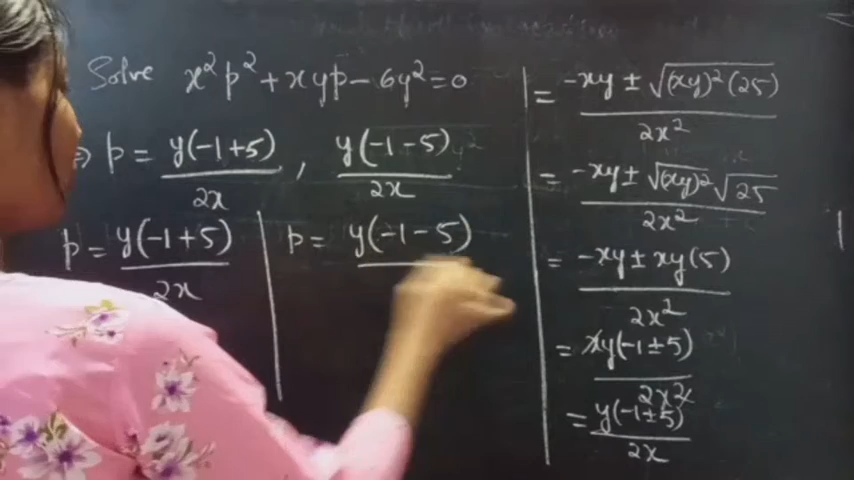 Solve x²p² + xyp − 6y² = 0
⇒ p = y(−1+5)/2x , y(−1−5)/2x
p = y(−1+5)/2x
p = y(−1−5)
= −xy ± √((xy)²(25)) / 2x²
= −xy ± √(xy)² √25 / 2x²
= −xy ± xy(5) / 2x²
= xy(−1±5) / 2x²
= y(−1±5) / 2x